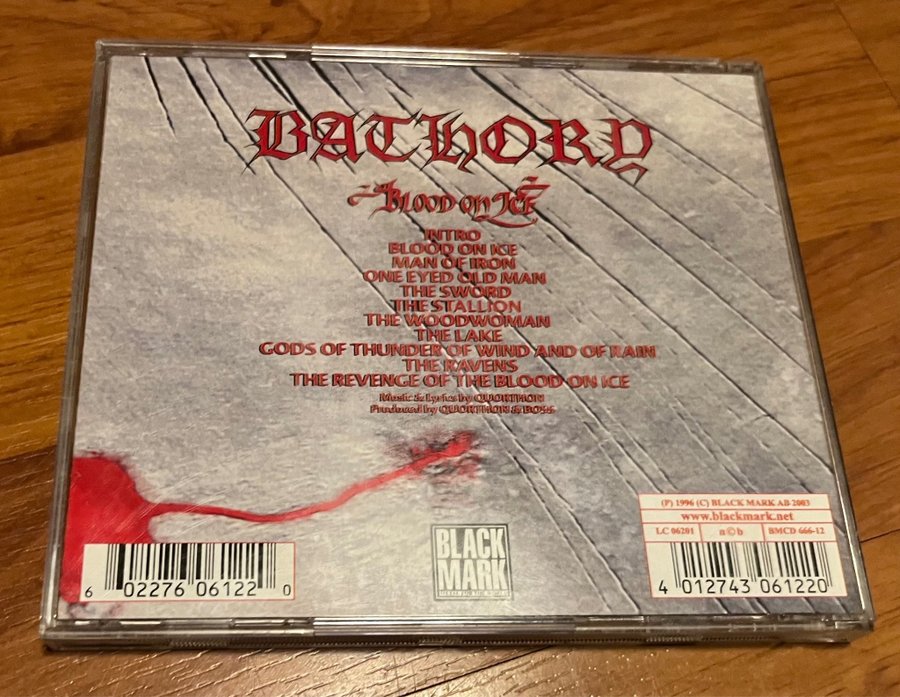 BATHORY
BLOOD ON ICE
INTRO
BLOOD ON ICE
MAN OF IRON
ONE EYED OLD MAN
THE SWORD
THE STALLION
THE WOODWOMAN
THE LAKE
GODS OF THUNDER OF WIND AND OF RAIN
THE RAVENS
THE REVENGE OF THE BLOOD ON ICE
Music & Lyrics by QUORTHON
Produced by QUORTHON & BOSS
(P) 1996 (C) BLACK MARK AB 2003
www.blackmark.net
LC 06201 n©b BMCD 666-12
6 02276 06122 0
BLACK
MARK
4 012743 061220